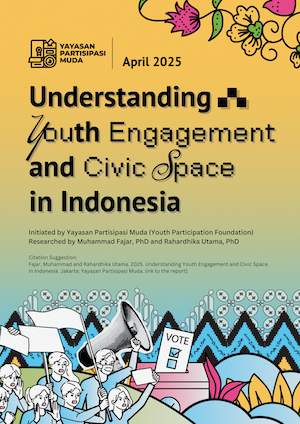 YAYASAN
PARTISIPASI
MUDA
April 2025
Understanding
Youth Engagement
and Civic Space
in Indonesia
Initiated by Yayasan Partisipasi Muda (Youth Participation Foundation)
Researched by Muhammad Fajar, PhD and Rahardhika Utama, PhD
Citation Suggestion:
Fajar, Muhammad and Rahardhika Utama. 2025. Understanding Youth Engagement and Civic Space
in Indonesia. Jakarta: Yayasan Partisipasi Muda, link to the report]
VOTE